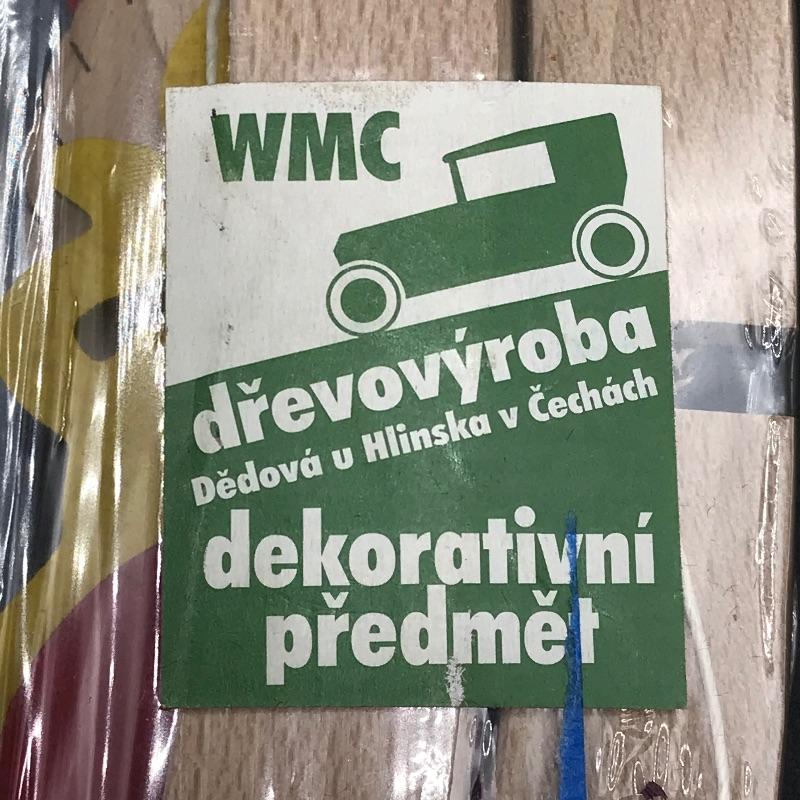 WMC
dřevovýroba
Dědová u Hlinska v Čechách
dekorativní
předmět